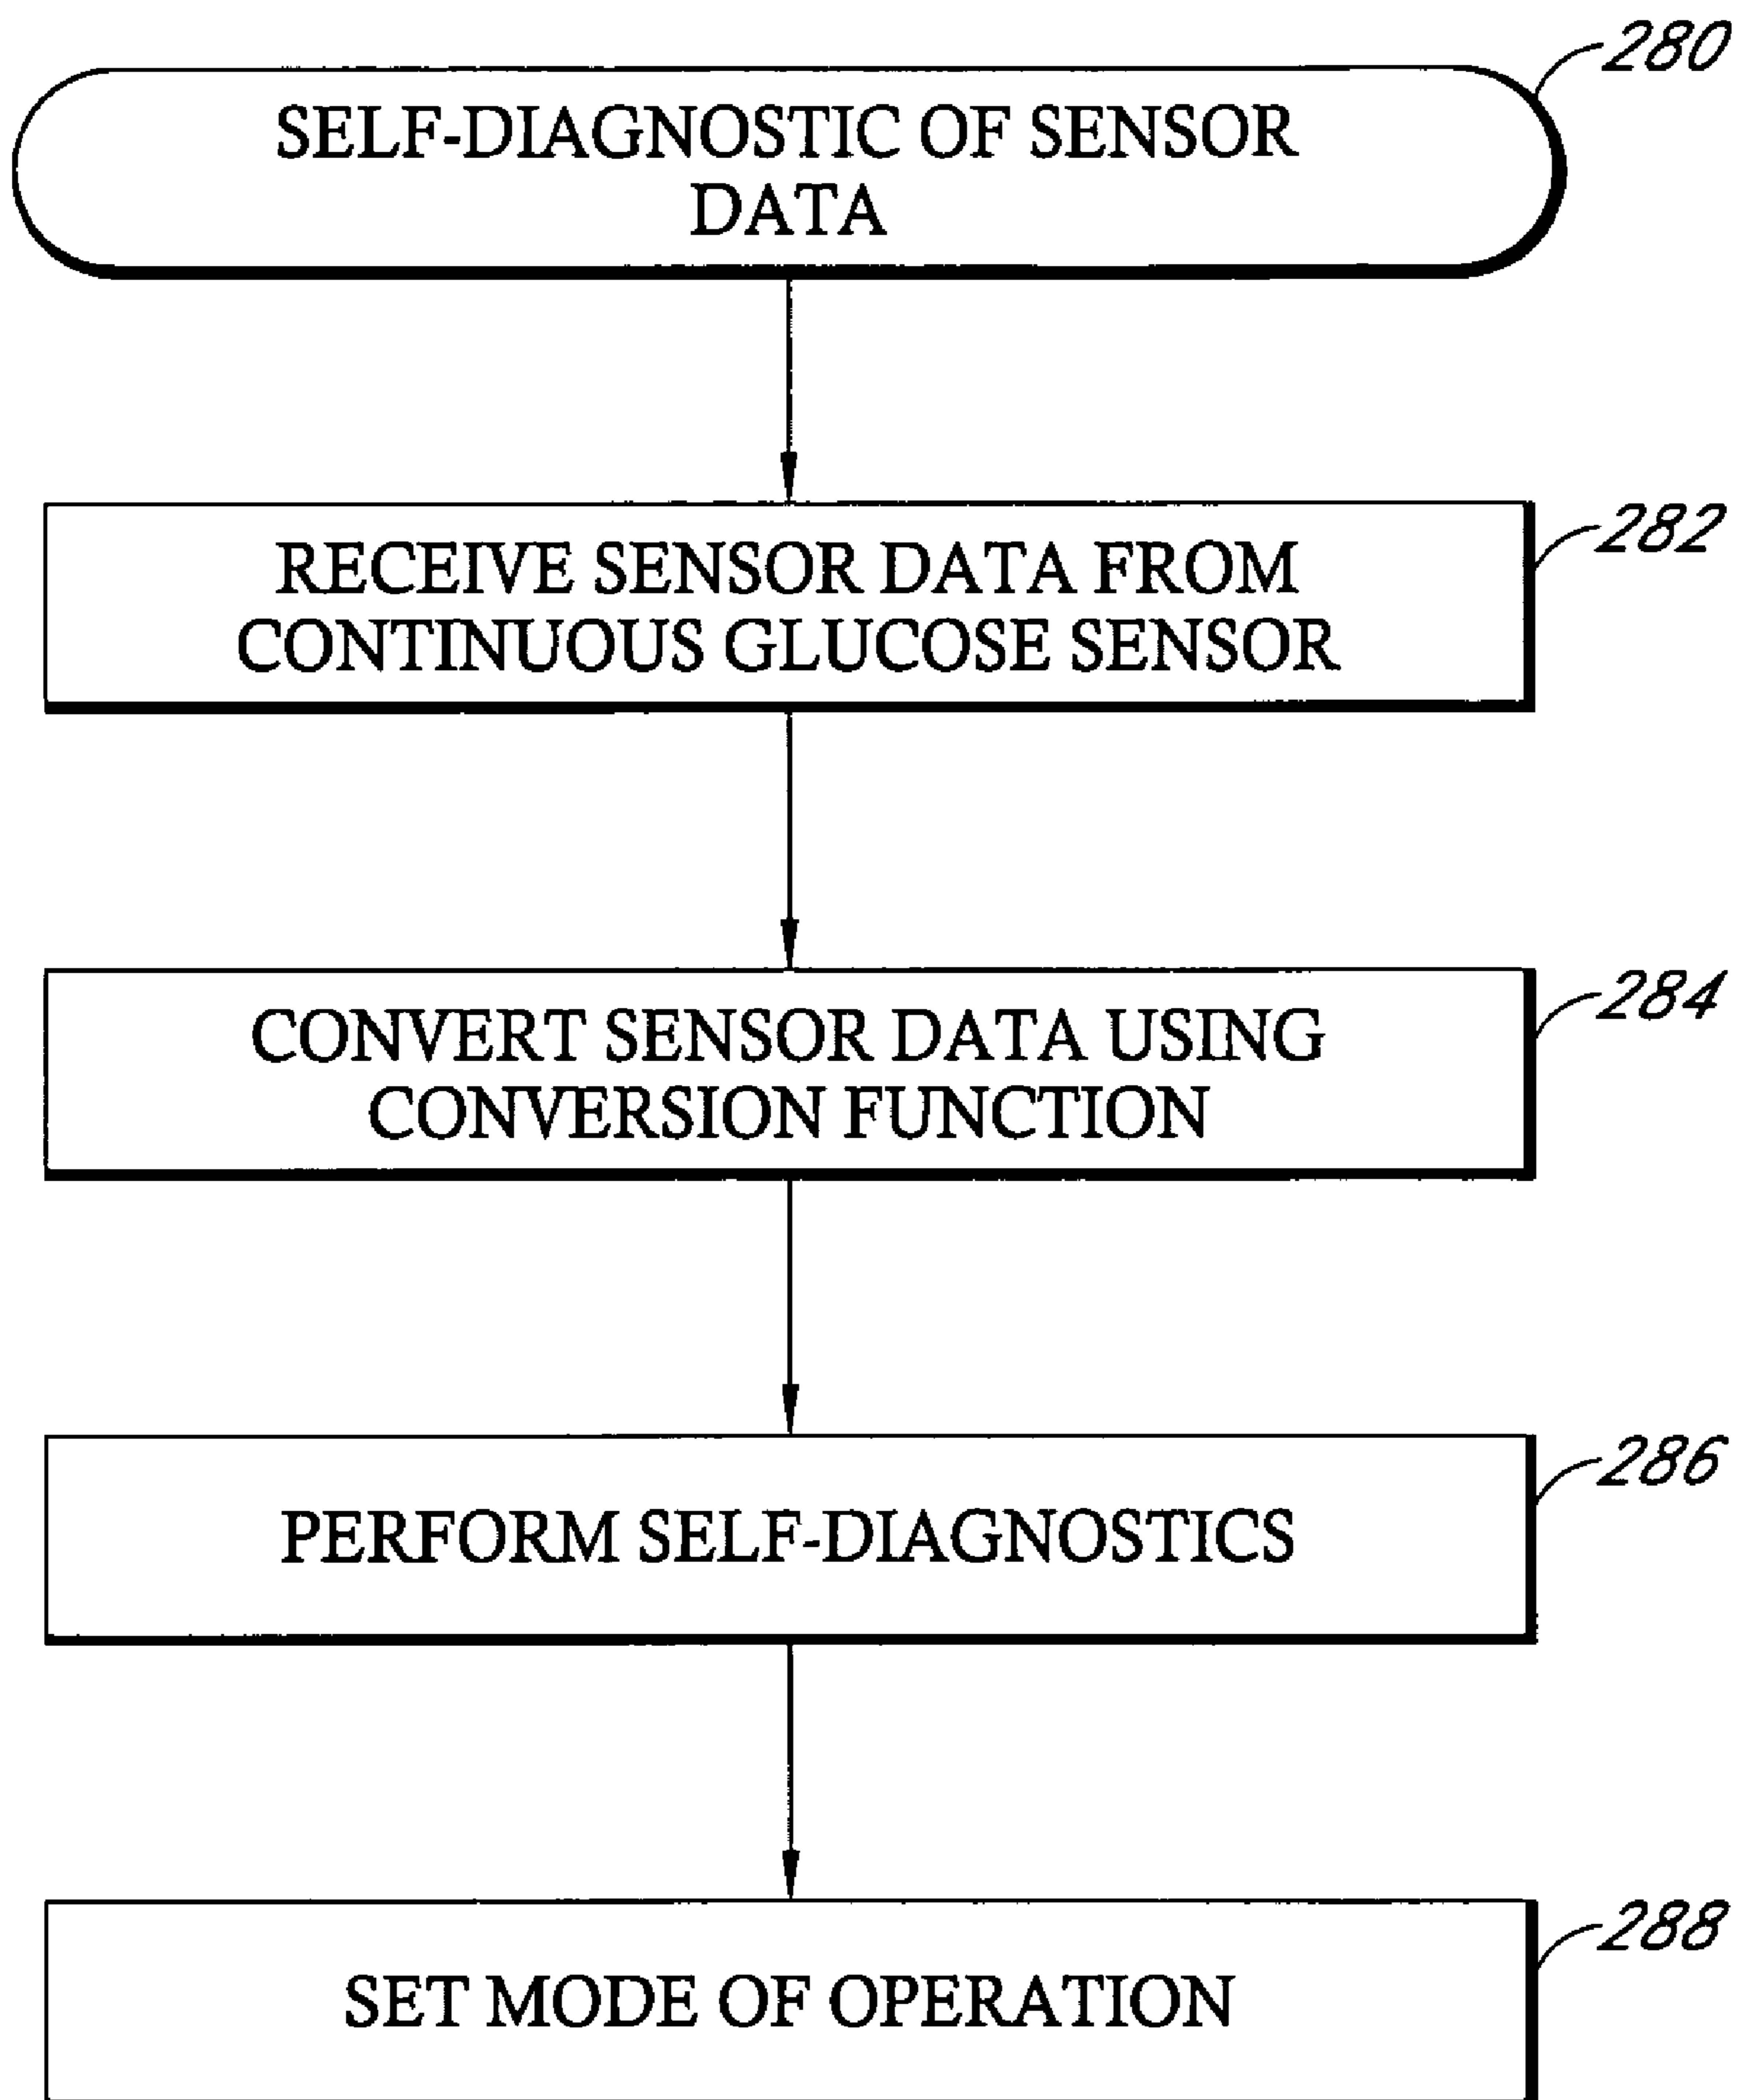 280
SELF-DIAGNOSTIC OF SENSOR
DATA
282
RECEIVE SENSOR DATA FROM
CONTINUOUS GLUCOSE SENSOR
284
CONVERT SENSOR DATA USING
CONVERSION FUNCTION
286
PERFORM SELF-DIAGNOSTICS
288
SET MODE OF OPERATION